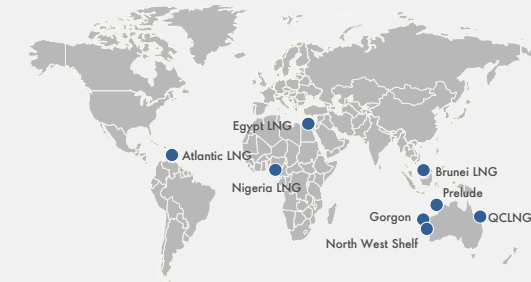 Egypt LNG
Atlantic LNG
Nigeria LNG
Brunei LNG
Prelude
Gorgon
QCLNG
North West Shelf